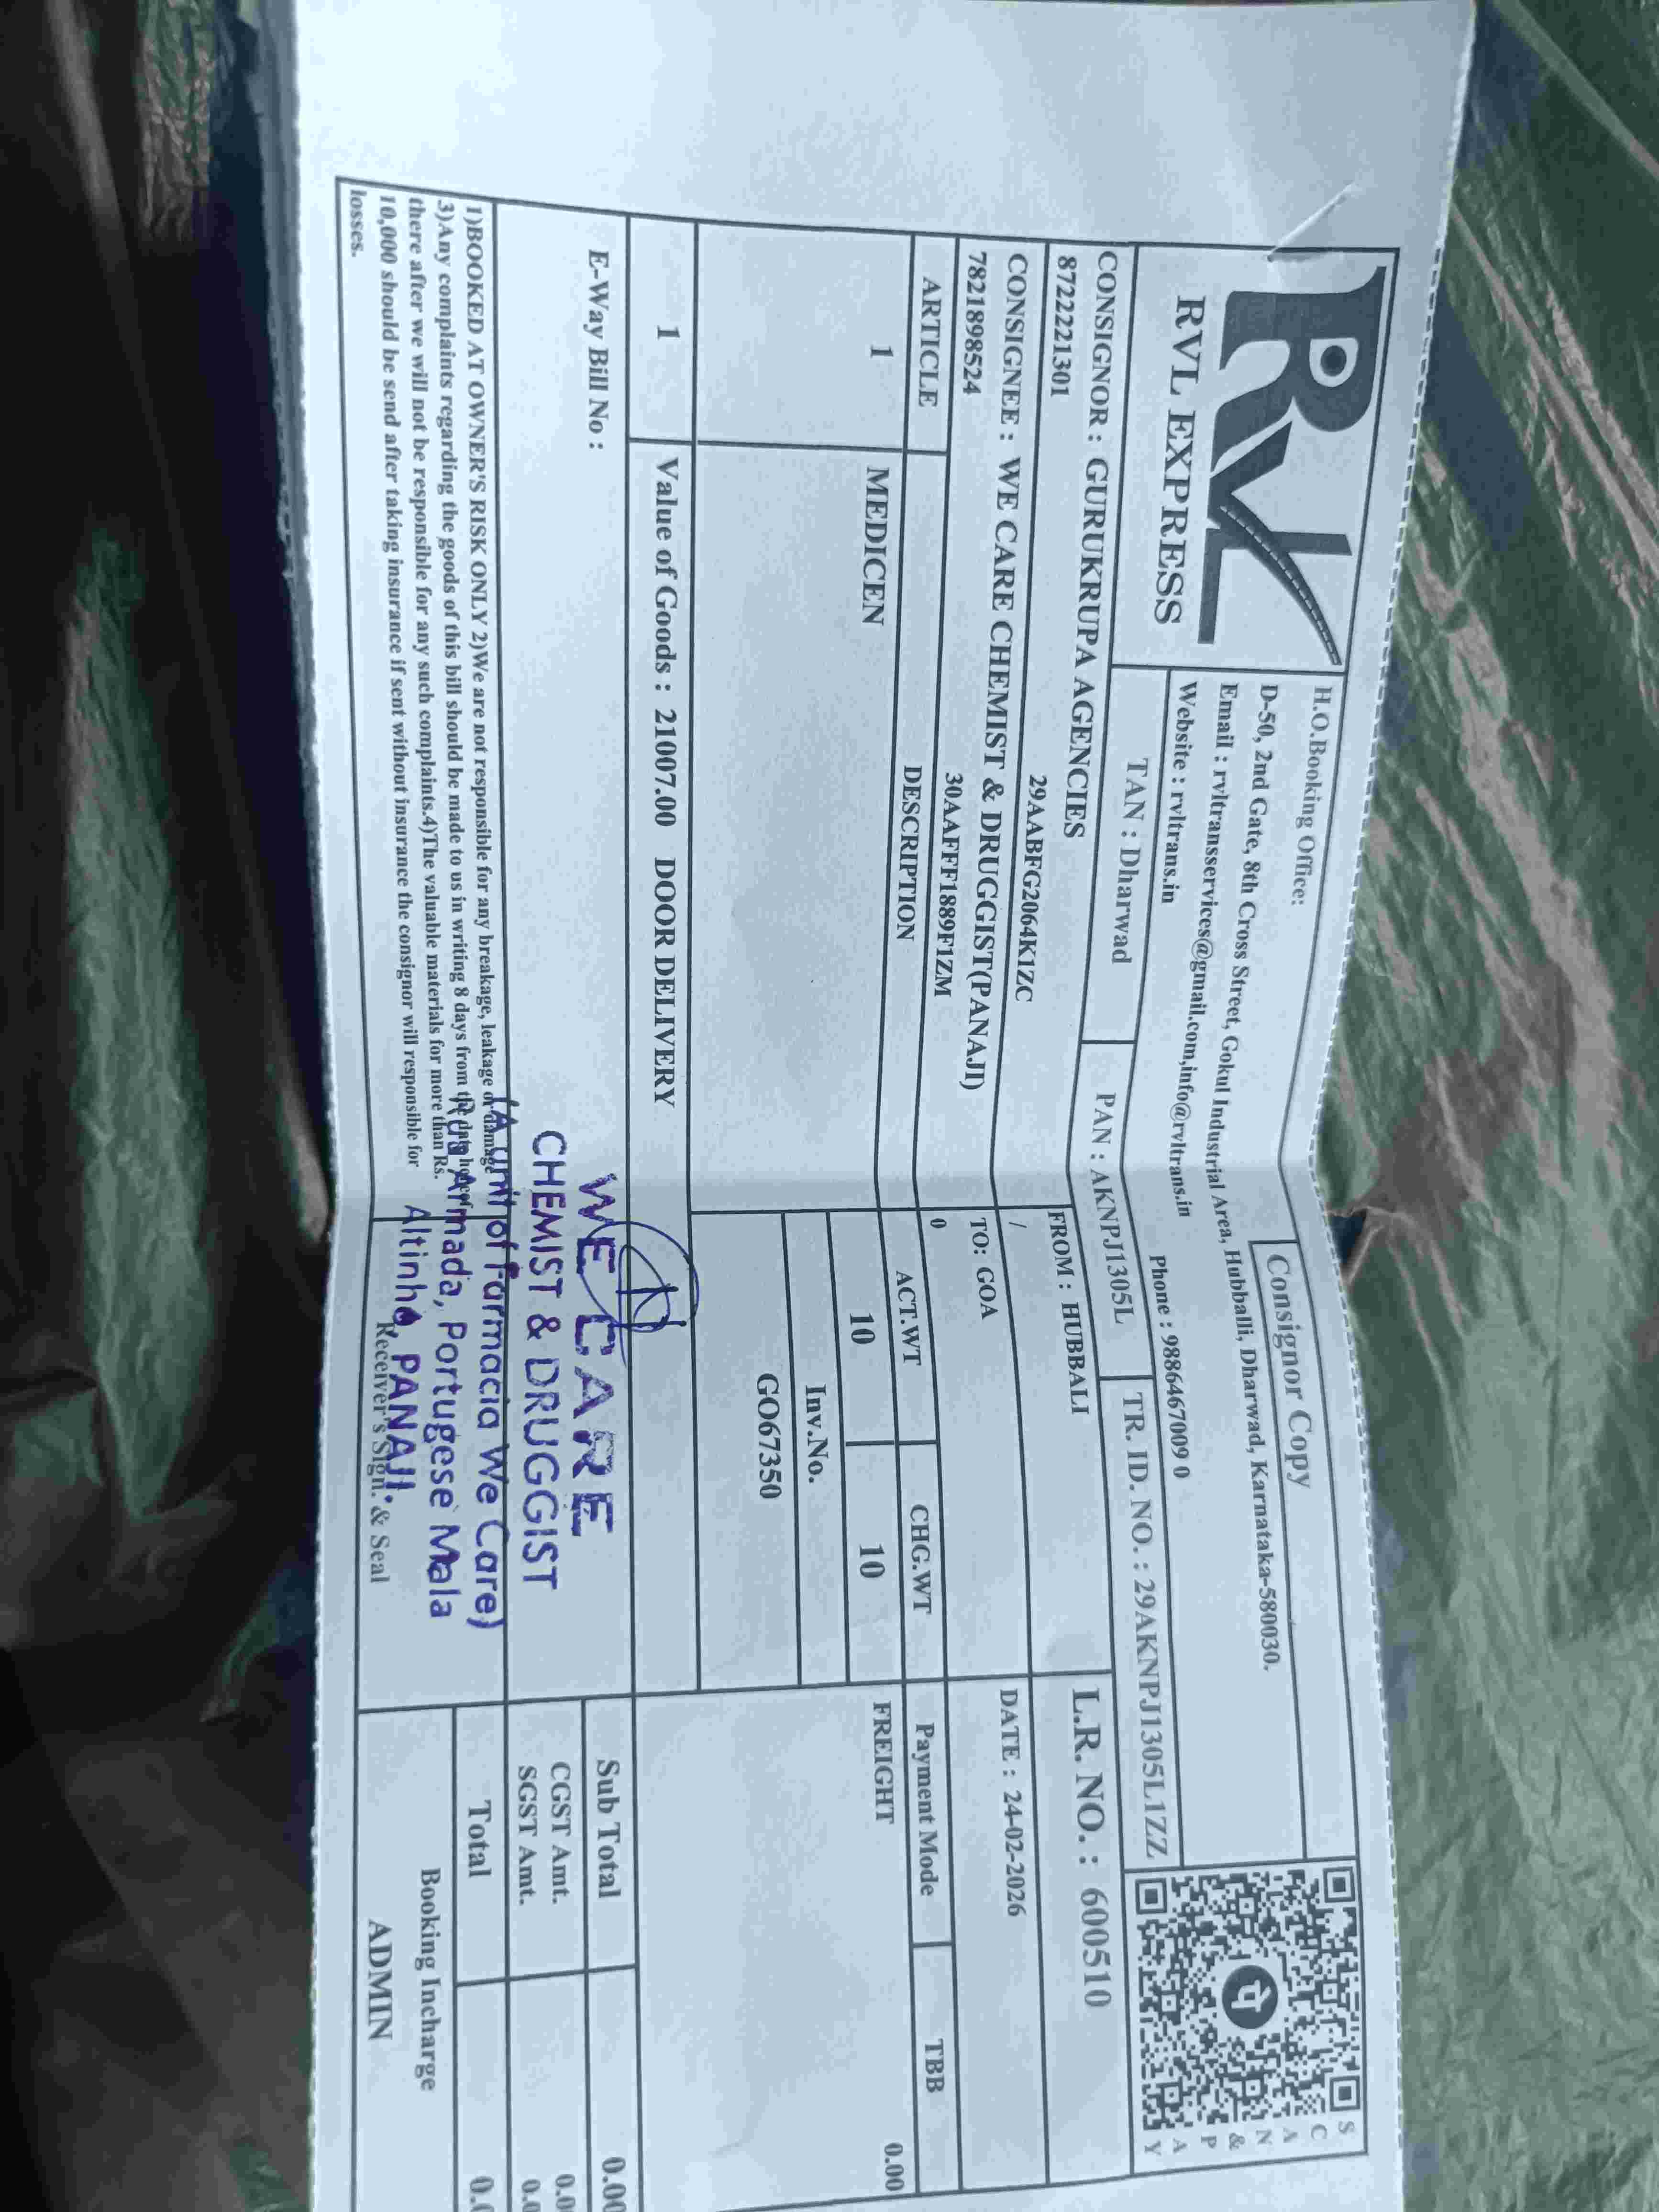 RVL
RVL EXPRESS
H.O.Booking Office:
Consignor Copy
D-50, 2nd Gate, 8th Cross Street, Gokul Industrial Area, Hubballi, Dharwad, Karnataka-580030.
Email : rvltransservices@gmail.com,info@rvltrans.in
Phone : 9886467009 0
Website : rvltrans.in
SCAN & PAY
TAN : Dharwad
PAN : AKNPJ1305L
TR. ID. NO. : 29AKNPJ1305L1ZZ
CONSIGNOR : GURUKRUPA AGENCIES
8722221301
29AABFG2064K1ZC
FROM : HUBBALI
L.R. NO. : 600510
CONSIGNEE : WE CARE CHEMIST & DRUGGIST(PANAJI)
7821898524
30AAFFF1889F1ZM
/
TO: GOA
DATE : 24-02-2026
0
ARTICLE
DESCRIPTION
ACT.WT
CHG.WT
Payment Mode
TBB
1
MEDICEN
10
10
FREIGHT
0.00
Inv.No.
GO67350
1
Value of Goods : 21007.00 DOOR DELIVERY
E-Way Bill No :
Sub Total
CGST Amt.
SGST Amt.
Total
WE CARE
CHEMIST & DRUGGIST
(A unit of Farmacia We Care)
Rua Armada, Portugese Mala
Altinho, PANAJI.
1)BOOKED AT OWNER'S RISK ONLY 2)We are not responsible for any breakage, leakage or damage
3)Any complaints regarding the goods of this bill should be made to us in writing 8 days from the date
there after we will not be responsible for any such complaints.4)The valuable materials for more than Rs.
10,000 should be send after taking insurance if sent without insurance the consignor will responsible for
losses.
Receiver's Sign. & Seal
Booking Incharge
ADMIN